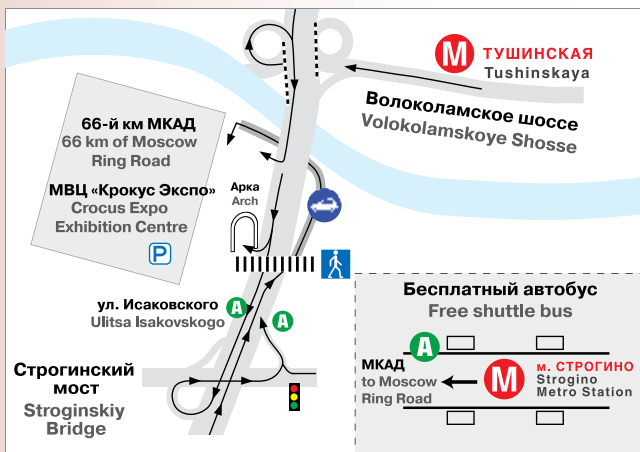 М ТУШИНСКАЯ
Tushinskaya
Волоколамское шоссе
Volokolamskoye Shosse
66-й км МКАД
66 km of Moscow
Ring Road
МВЦ «Крокус Экспо»
Crocus Expo
Exhibition Centre
P
Арка
Arch
ул. Исаковского
Ulitsa Isakovskogo
А
А
Строгинский
мост
Stroginskiy
Bridge
Бесплатный автобус
Free shuttle bus
А
МКАД
to Moscow
Ring Road
М
м. СТРОГИНО
Strogino
Metro Station